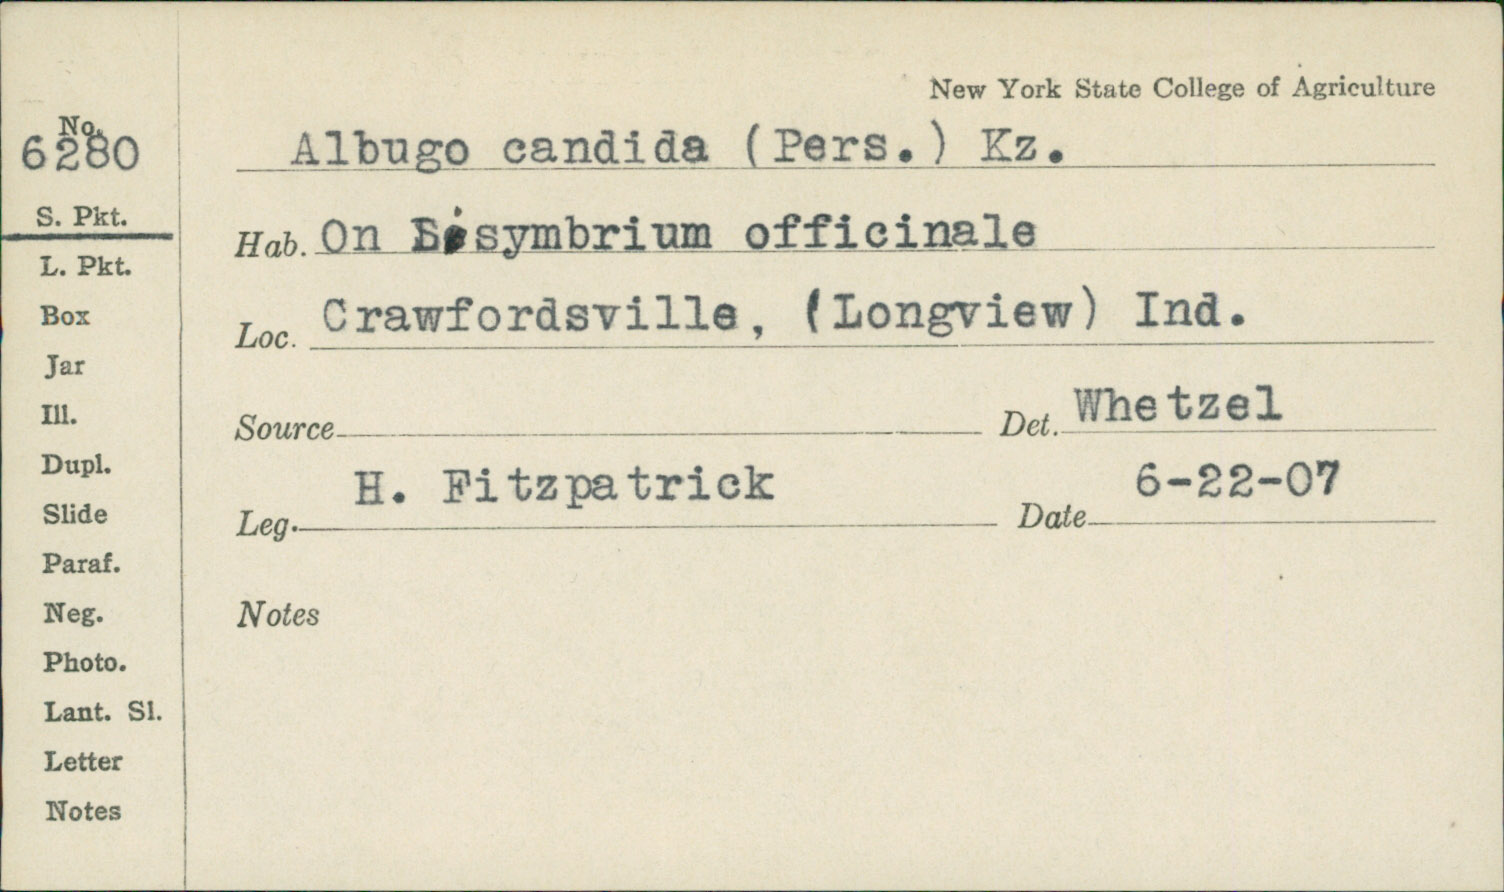 New York State College of Agriculture
No.
6280
Albugo candida (Pers.) Kz.
S. Pkt.
Hab. On Sisymbrium officinale
L. Pkt.
Box
Loc. Crawfordsville, (Longview) Ind.
Jar
Ill.
Source
Det. Whetzel
Dupl.
Leg. H. Fitzpatrick
Date 6-22-07
Slide
Paraf.
Neg.
Notes
Photo.
Lant. Sl.
Letter
Notes